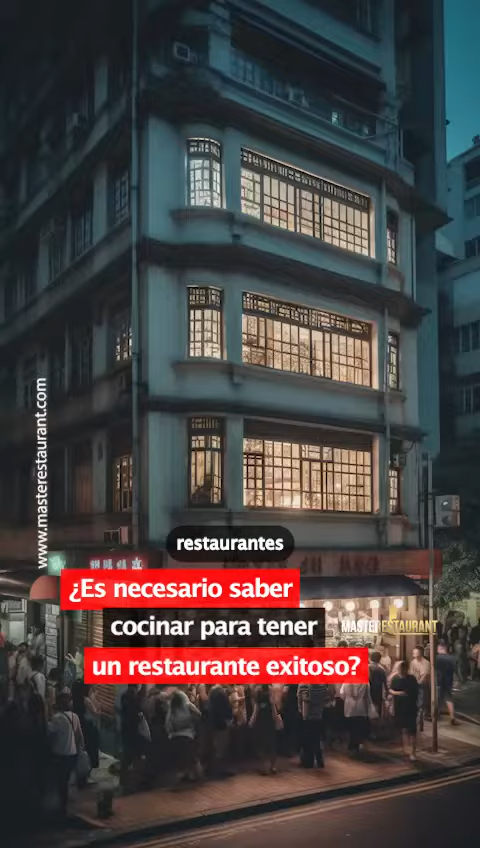 www.masterestaurant.com
restaurantes
¿Es necesario saber
cocinar para tener
un restaurante exitoso?
MASTERESTAURANT